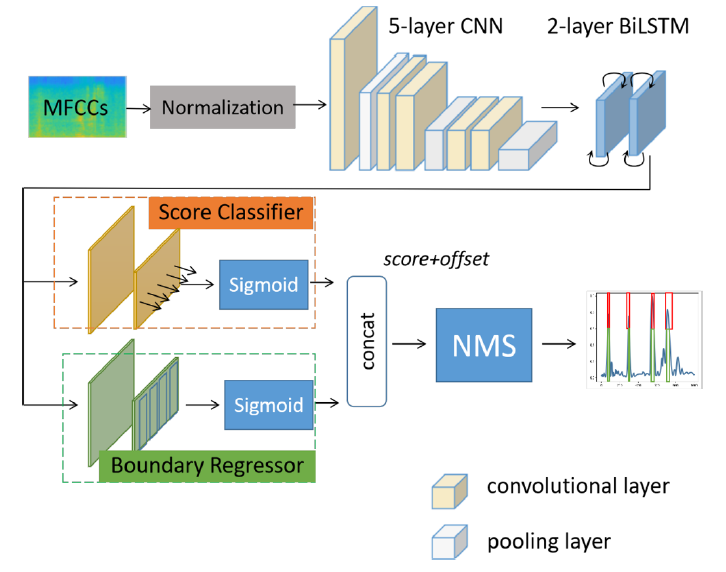 5-layer CNN
2-layer BiLSTM
MFCCs
Normalization
Score Classifier
Sigmoid
score+offset
concat
NMS
Sigmoid
Boundary Regressor
convolutional layer
pooling layer